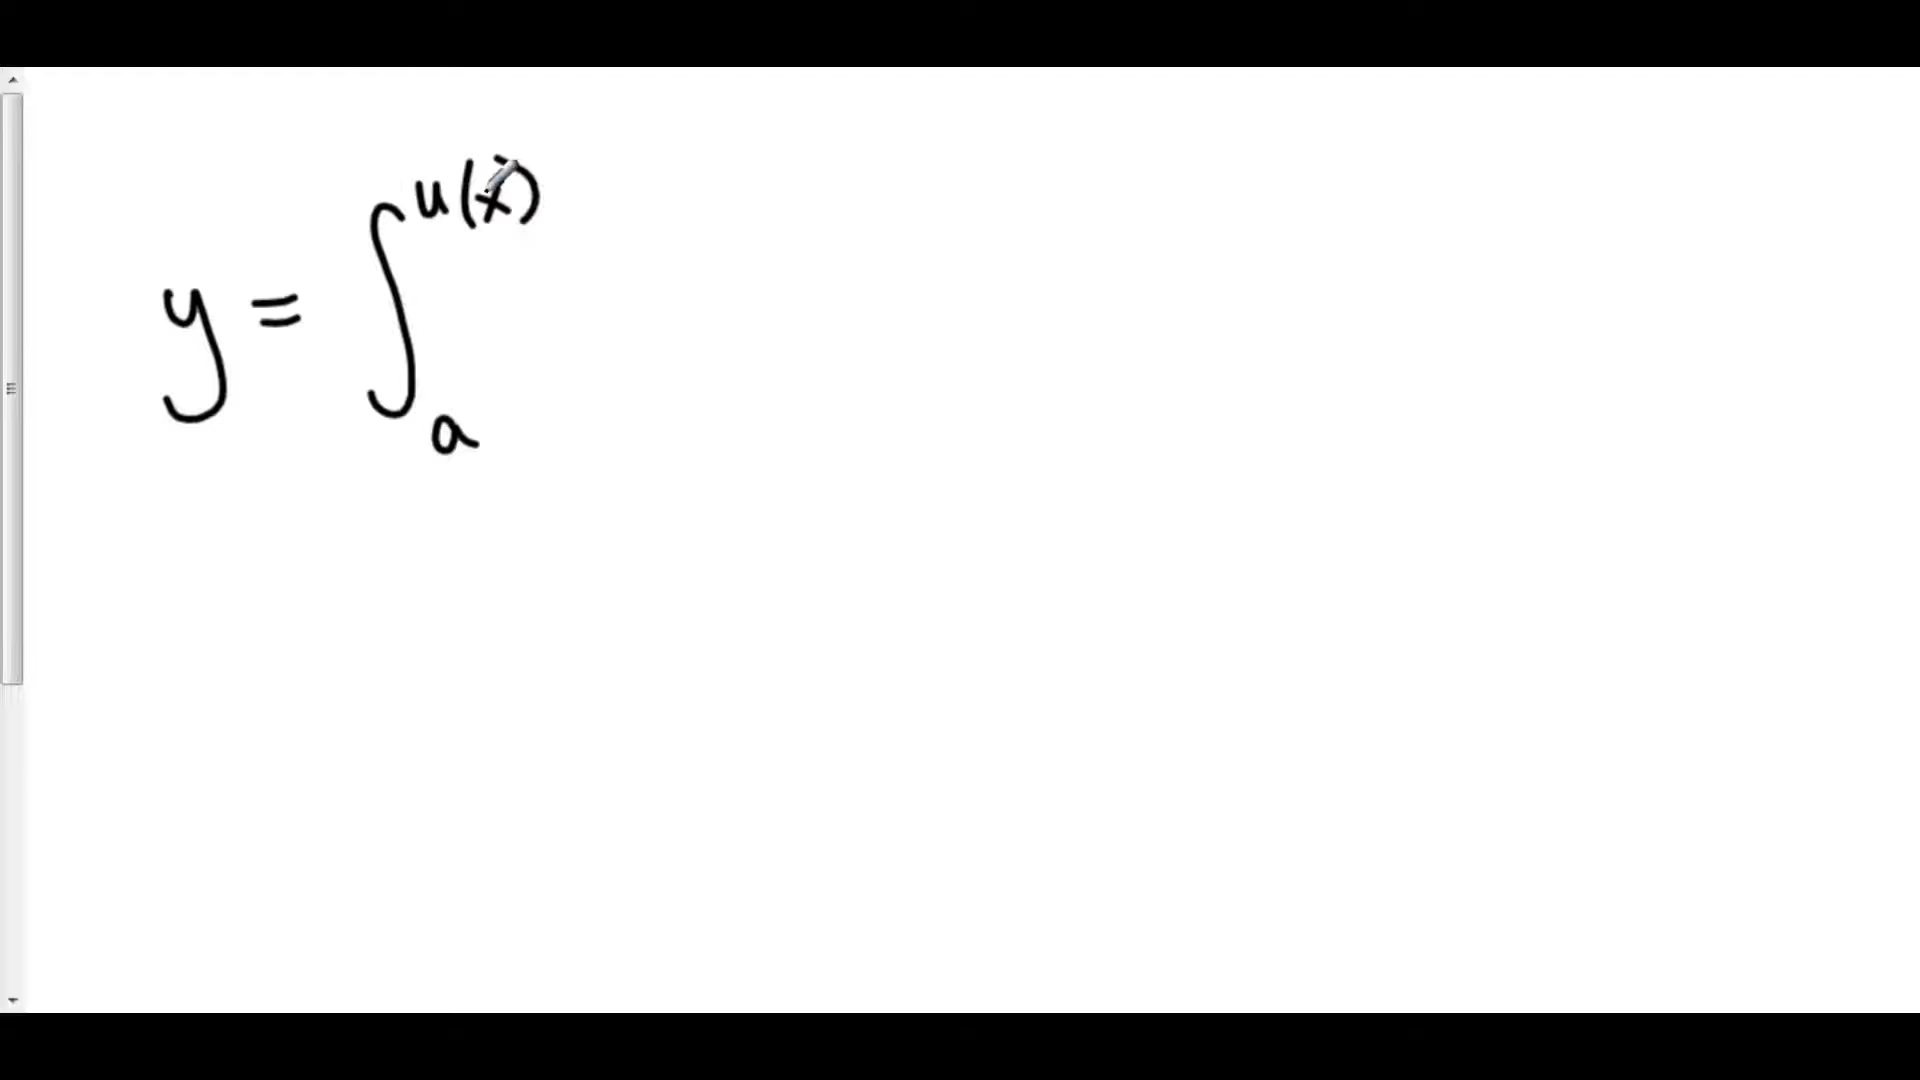 y = ∫_a^{u(x)}